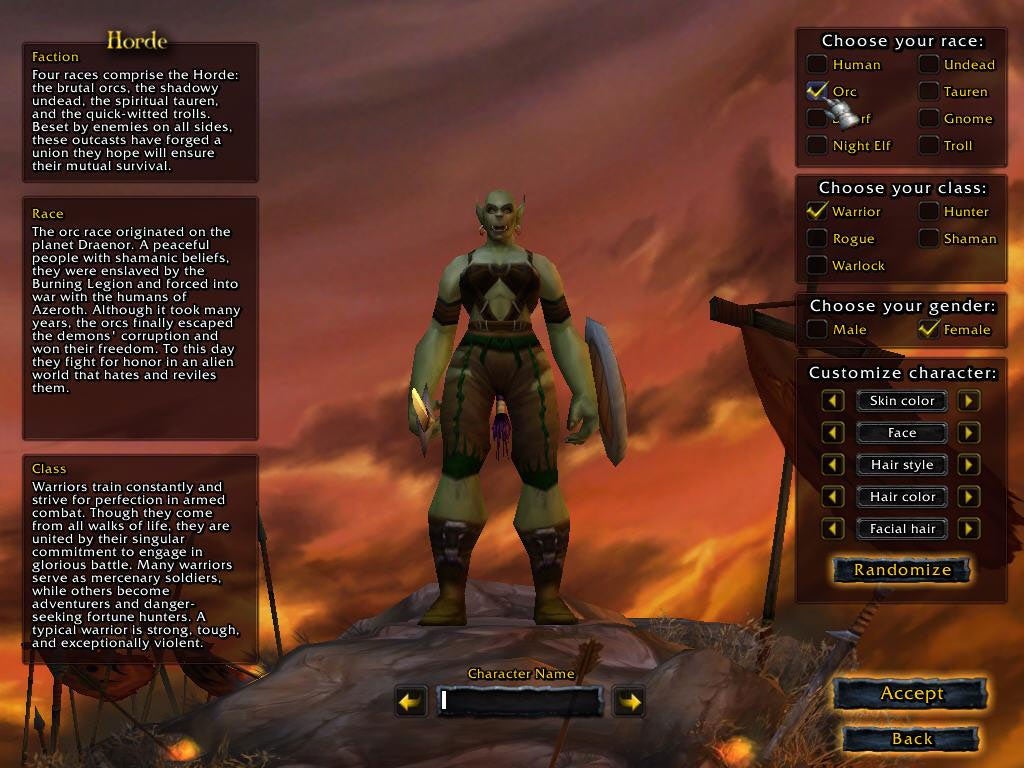 Horde
Faction
Four races comprise the Horde:
the brutal orcs, the shadowy
undead, the spiritual tauren,
and the quick-witted trolls.
Beset by enemies on all sides,
these outcasts have forged a
union they hope will ensure
their mutual survival.
Race
The orc race originated on the
planet Draenor. A peaceful
people with shamanic beliefs,
they were enslaved by the
Burning Legion and forced into
war with the humans of
Azeroth. Although it took many
years, the orcs finally escaped
the demons' corruption and
won their freedom. To this day
they fight for honor in an alien
world that hates and reviles
them.
Class
Warriors train constantly and
strive for perfection in armed
combat. Though they come
from all walks of life, they are
united by their singular
commitment to engage in
glorious battle. Many warriors
serve as mercenary soldiers,
while others become
adventurers and danger-
seeking fortune hunters. A
typical warrior is strong, tough,
and exceptionally violent.
Character Name
Choose your race:
Human Undead
Orc Tauren
Gnome
Night Elf Troll
Choose your class:
Warrior Hunter
Rogue Shaman
Warlock
Choose your gender:
Male Female
Customize character:
Skin color
Face
Hair style
Hair color
Facial hair
Randomize
Accept
Back